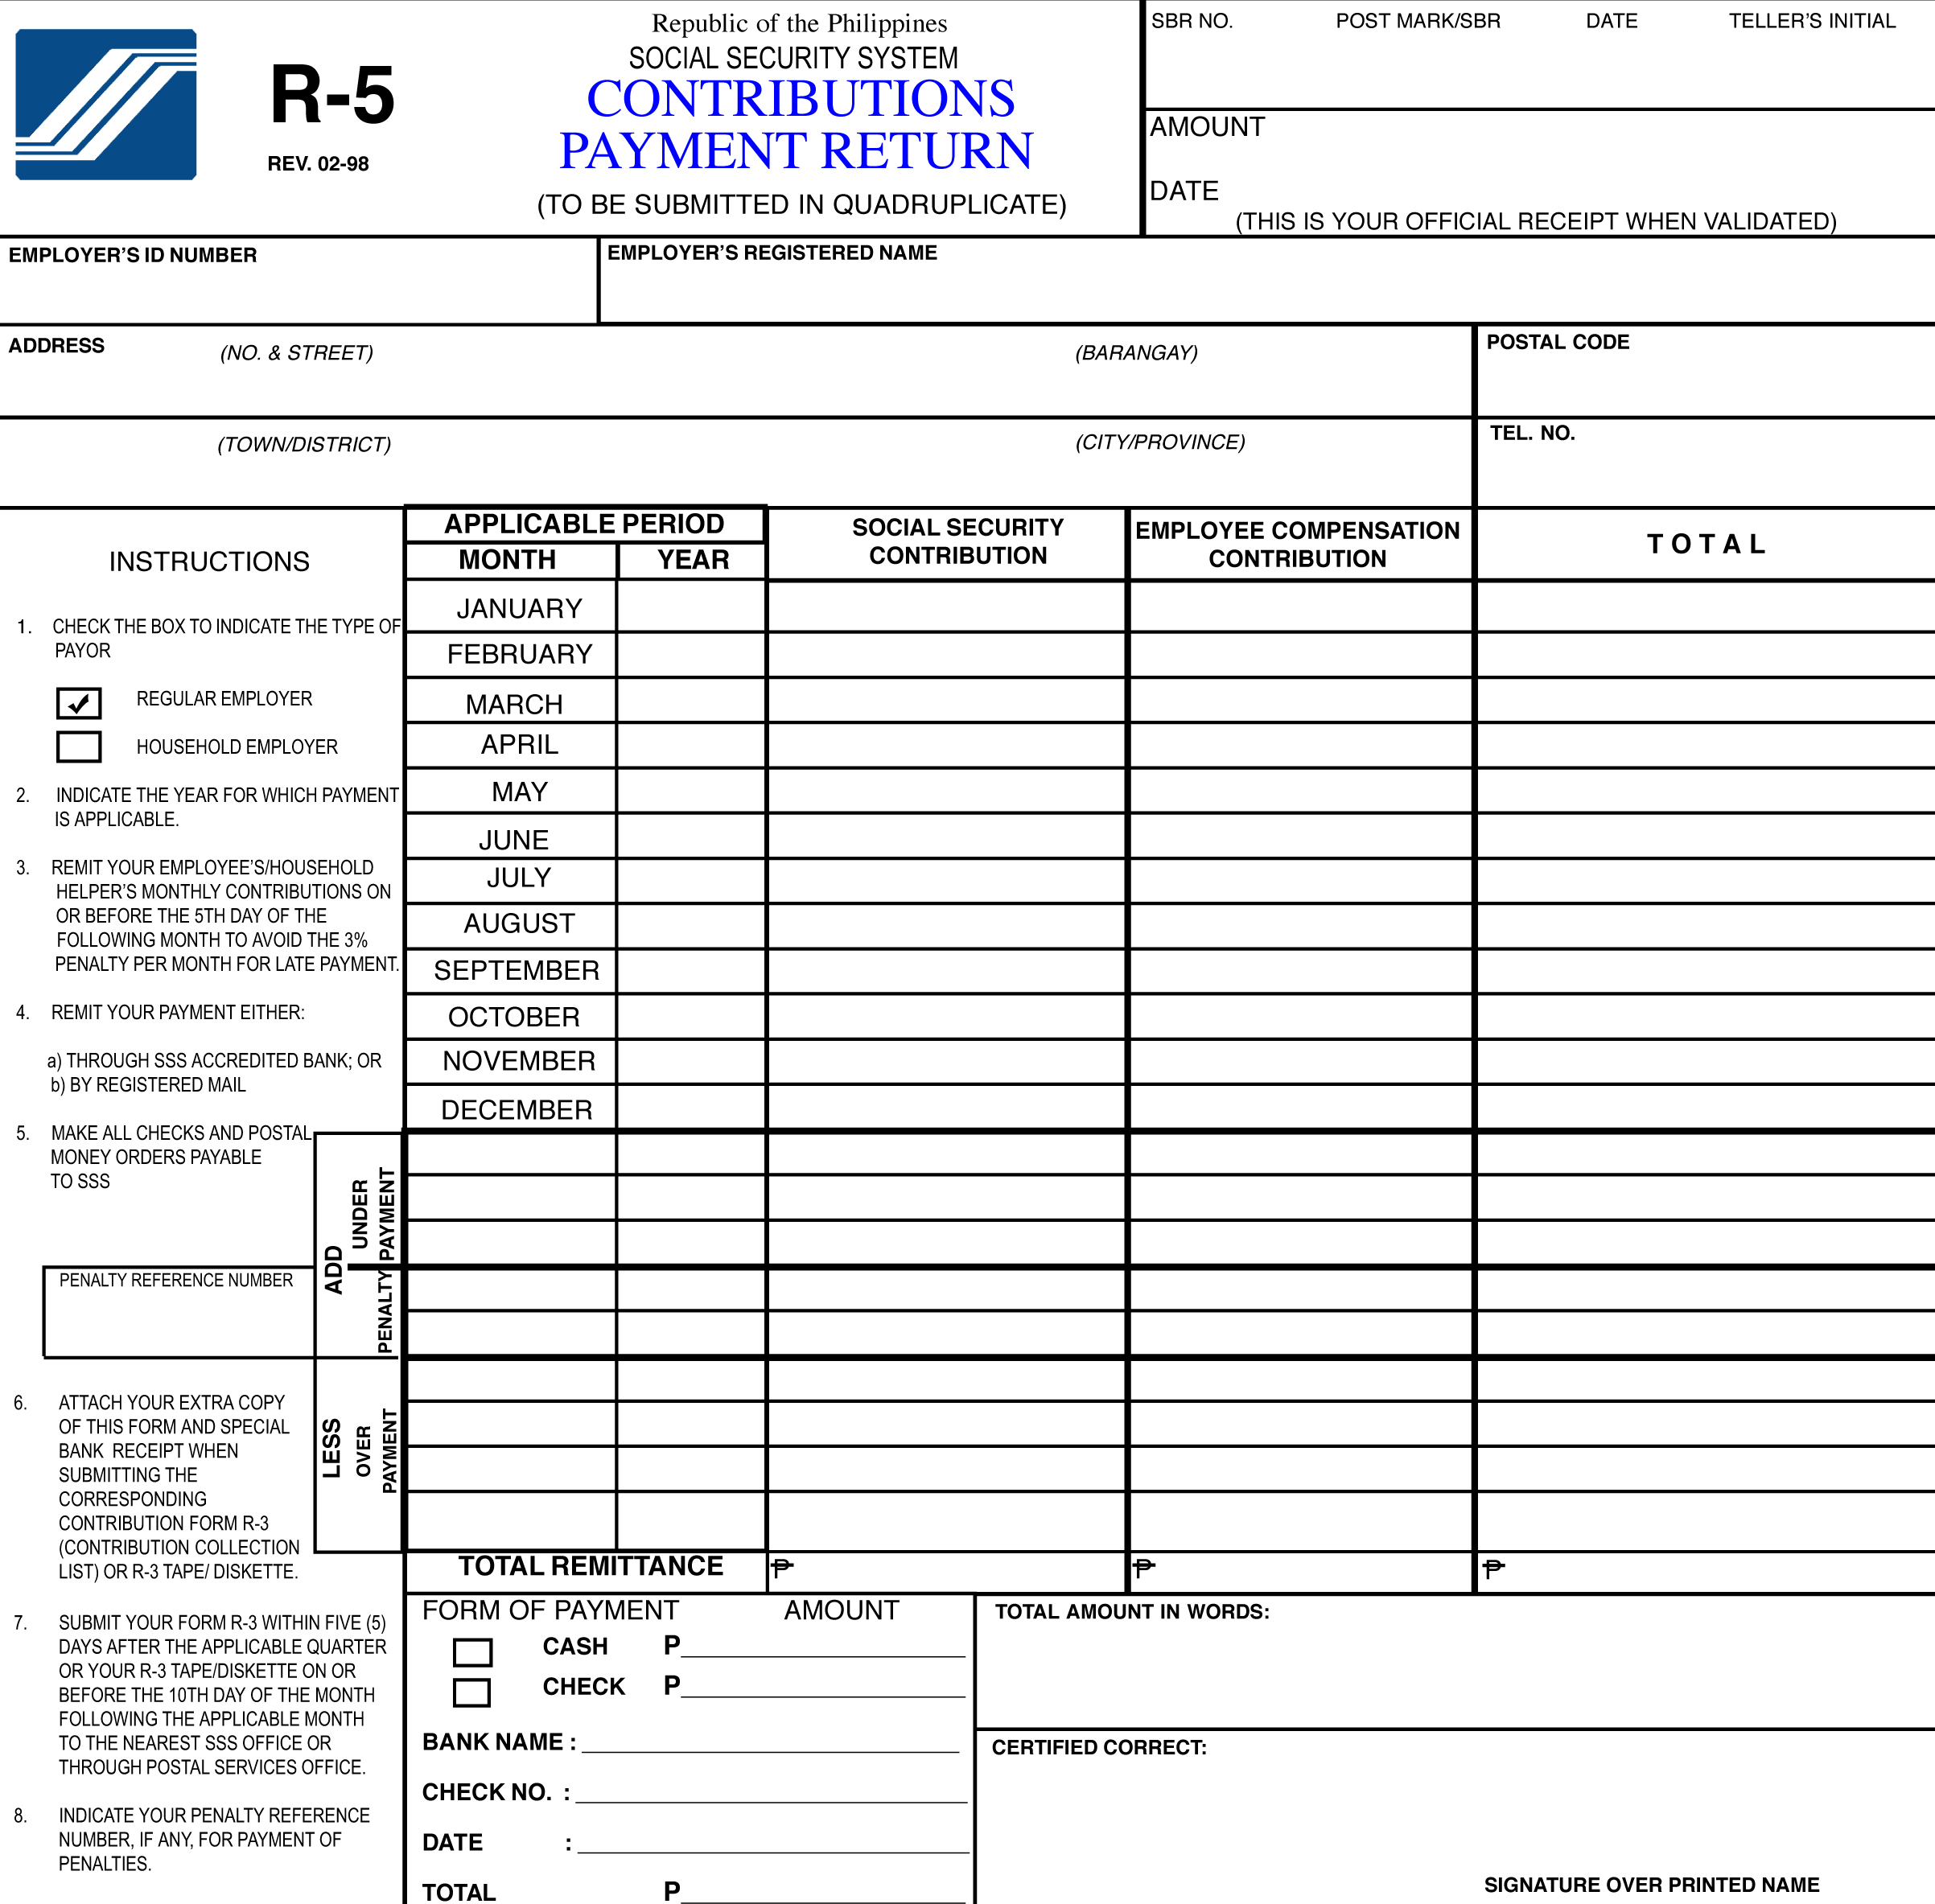 R-5
REV. 02-98
Republic of the Philippines
SOCIAL SECURITY SYSTEM
CONTRIBUTIONS
PAYMENT RETURN
(TO BE SUBMITTED IN QUADRUPLICATE)
SBR NO. POST MARK/SBR DATE TELLER'S INITIAL
AMOUNT
DATE
(THIS IS YOUR OFFICIAL RECEIPT WHEN VALIDATED)
EMPLOYER'S ID NUMBER
EMPLOYER'S REGISTERED NAME
ADDRESS (NO. & STREET) (BARANGAY)
POSTAL CODE
(TOWN/DISTRICT) (CITY/PROVINCE)
TEL. NO.
INSTRUCTIONS
1. CHECK THE BOX TO INDICATE THE TYPE OF
PAYOR
REGULAR EMPLOYER
HOUSEHOLD EMPLOYER
2. INDICATE THE YEAR FOR WHICH PAYMENT
IS APPLICABLE.
3. REMIT YOUR EMPLOYEE'S/HOUSEHOLD
HELPER'S MONTHLY CONTRIBUTIONS ON
OR BEFORE THE 5TH DAY OF THE
FOLLOWING MONTH TO AVOID THE 3%
PENALTY PER MONTH FOR LATE PAYMENT.
4. REMIT YOUR PAYMENT EITHER:
a) THROUGH SSS ACCREDITED BANK; OR
b) BY REGISTERED MAIL
5. MAKE ALL CHECKS AND POSTAL
MONEY ORDERS PAYABLE
TO SSS
PENALTY REFERENCE NUMBER
6. ATTACH YOUR EXTRA COPY
OF THIS FORM AND SPECIAL
BANK RECEIPT WHEN
SUBMITTING THE
CORRESPONDING
CONTRIBUTION FORM R-3
(CONTRIBUTION COLLECTION
LIST) OR R-3 TAPE/ DISKETTE.
7. SUBMIT YOUR FORM R-3 WITHIN FIVE (5)
DAYS AFTER THE APPLICABLE QUARTER
OR YOUR R-3 TAPE/DISKETTE ON OR
BEFORE THE 10TH DAY OF THE MONTH
FOLLOWING THE APPLICABLE MONTH
TO THE NEAREST SSS OFFICE OR
THROUGH POSTAL SERVICES OFFICE.
8. INDICATE YOUR PENALTY REFERENCE
NUMBER, IF ANY, FOR PAYMENT OF
PENALTIES.
APPLICABLE PERIOD
MONTH YEAR
SOCIAL SECURITY
CONTRIBUTION
EMPLOYEE COMPENSATION
CONTRIBUTION
T O T A L
JANUARY
FEBRUARY
MARCH
APRIL
MAY
JUNE
JULY
AUGUST
SEPTEMBER
OCTOBER
NOVEMBER
DECEMBER
ADD
UNDER
PAYMENT
PENALTY
LESS
OVER
PAYMENT
TOTAL REMITTANCE ₱ ₱ ₱
FORM OF PAYMENT AMOUNT
CASH P
CHECK P
BANK NAME :
CHECK NO. :
DATE :
TOTAL P
TOTAL AMOUNT IN WORDS:
CERTIFIED CORRECT:
SIGNATURE OVER PRINTED NAME